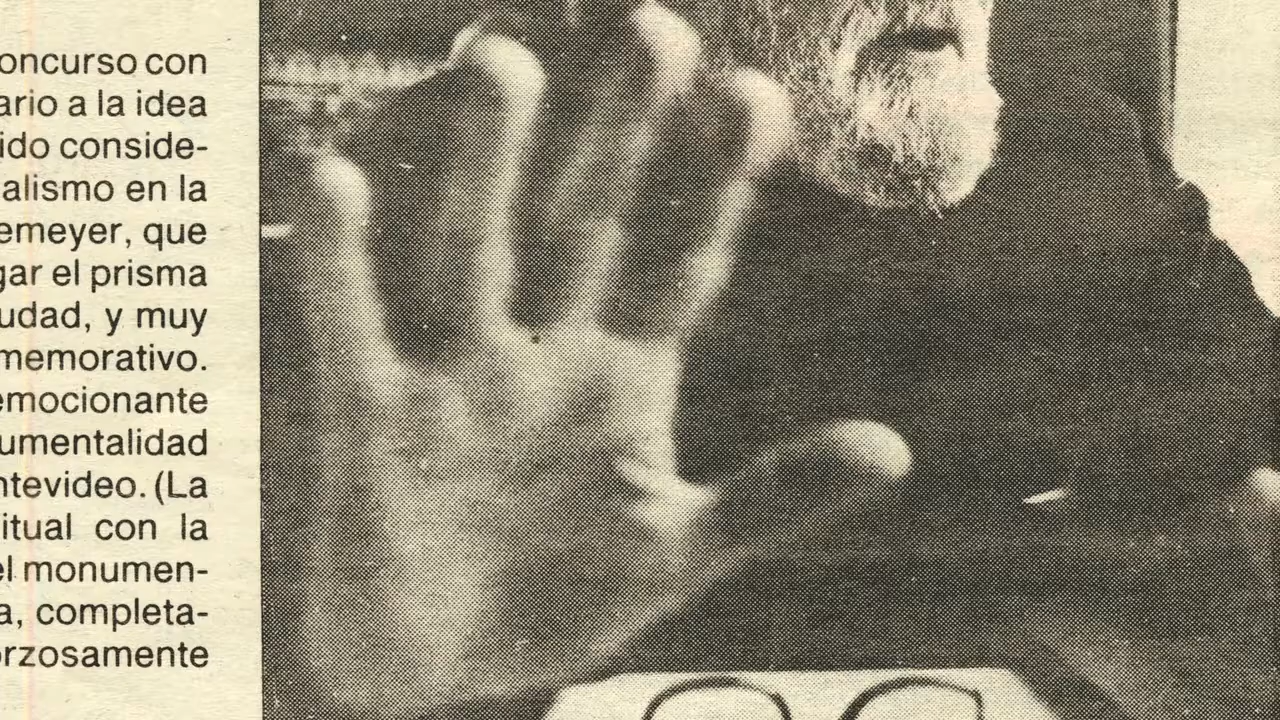 oncurso con
ario a la idea
ido conside-
alismo en la
emeyer, que
gar el prisma
udad, y muy
memorativo.
emocionante
umentalidad
ntevideo. (La
itual con la
el monumen-
a, completa-
orzosamente